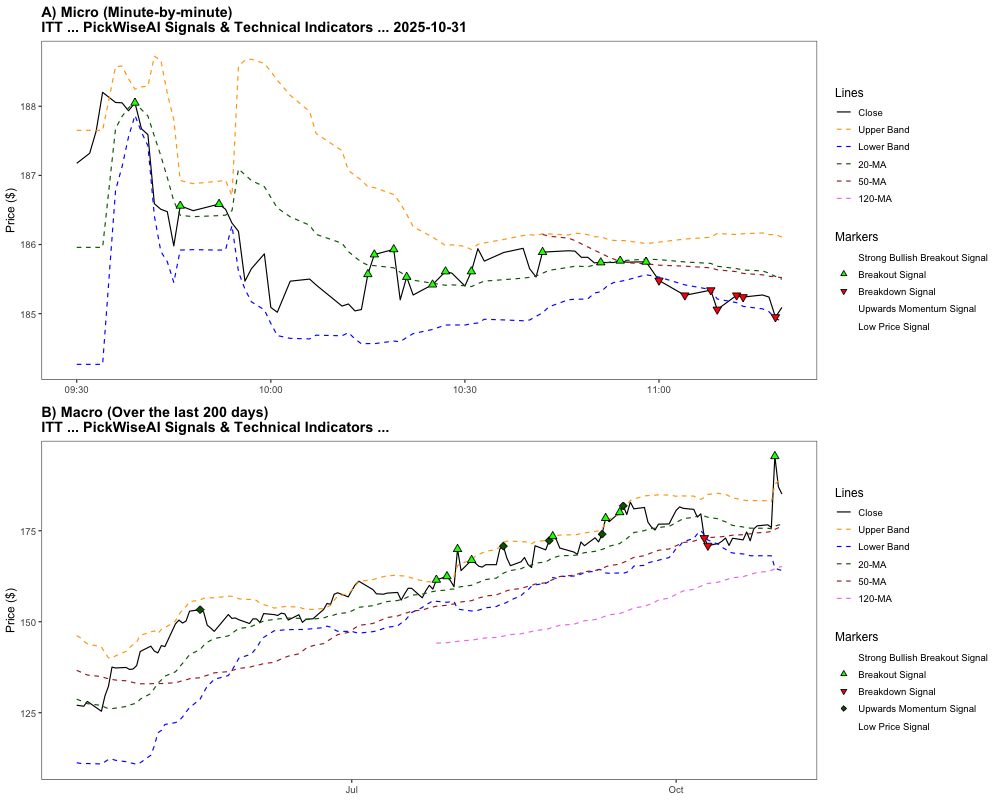 A) Micro (Minute-by-minute)
ITT ... PickWiseAI Signals & Technical Indicators ... 2025-10-31
Price ($)
188
187
186
185
09:30
10:00
10:30
11:00
Lines
Close
Upper Band
Lower Band
20-MA
50-MA
120-MA
Markers
Strong Bullish Breakout Signal
Breakout Signal
Breakdown Signal
Upwards Momentum Signal
Low Price Signal
B) Macro (Over the last 200 days)
ITT ... PickWiseAI Signals & Technical Indicators ...
Price ($)
175
150
125
Jul
Oct
Lines
Close
Upper Band
Lower Band
20-MA
50-MA
120-MA
Markers
Strong Bullish Breakout Signal
Breakout Signal
Breakdown Signal
Upwards Momentum Signal
Low Price Signal